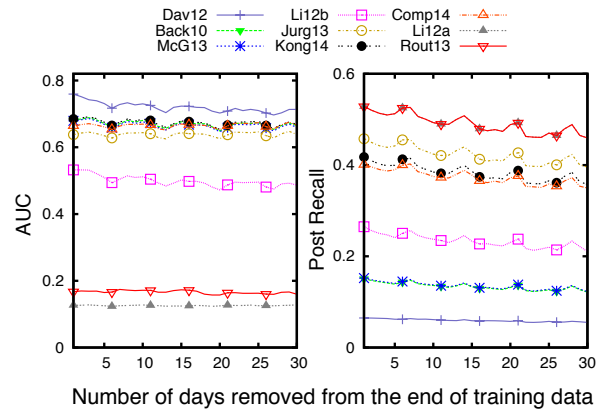 Dav12 Li12b Comp14
Back10 Jurg13 Li12a
McG13 Kong14 Rout13
0.8
0.6
0.4
0.2
0
5 10 15 20 25 30
AUC
0.6
0.4
0.2
0
5 10 15 20 25 30
Post Recall
Number of days removed from the end of training data